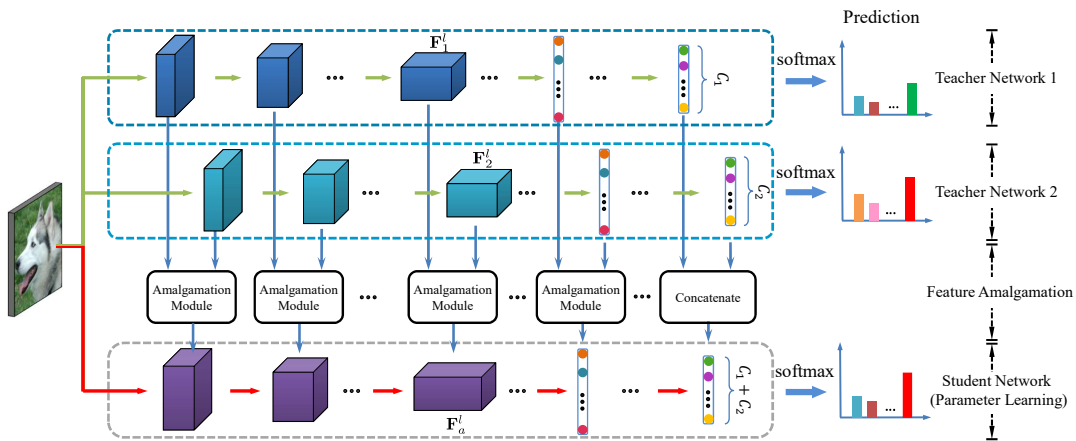 Prediction
F_1^l
C_1
softmax
...
Teacher Network 1
F_2^l
C_2
softmax
...
Teacher Network 2
Amalgamation
Module
Amalgamation
Module
Amalgamation
Module
Amalgamation
Module
Concatenate
Feature Amalgamation
F_a^l
C_1 + C_2
softmax
...
Student Network
(Parameter Learning)